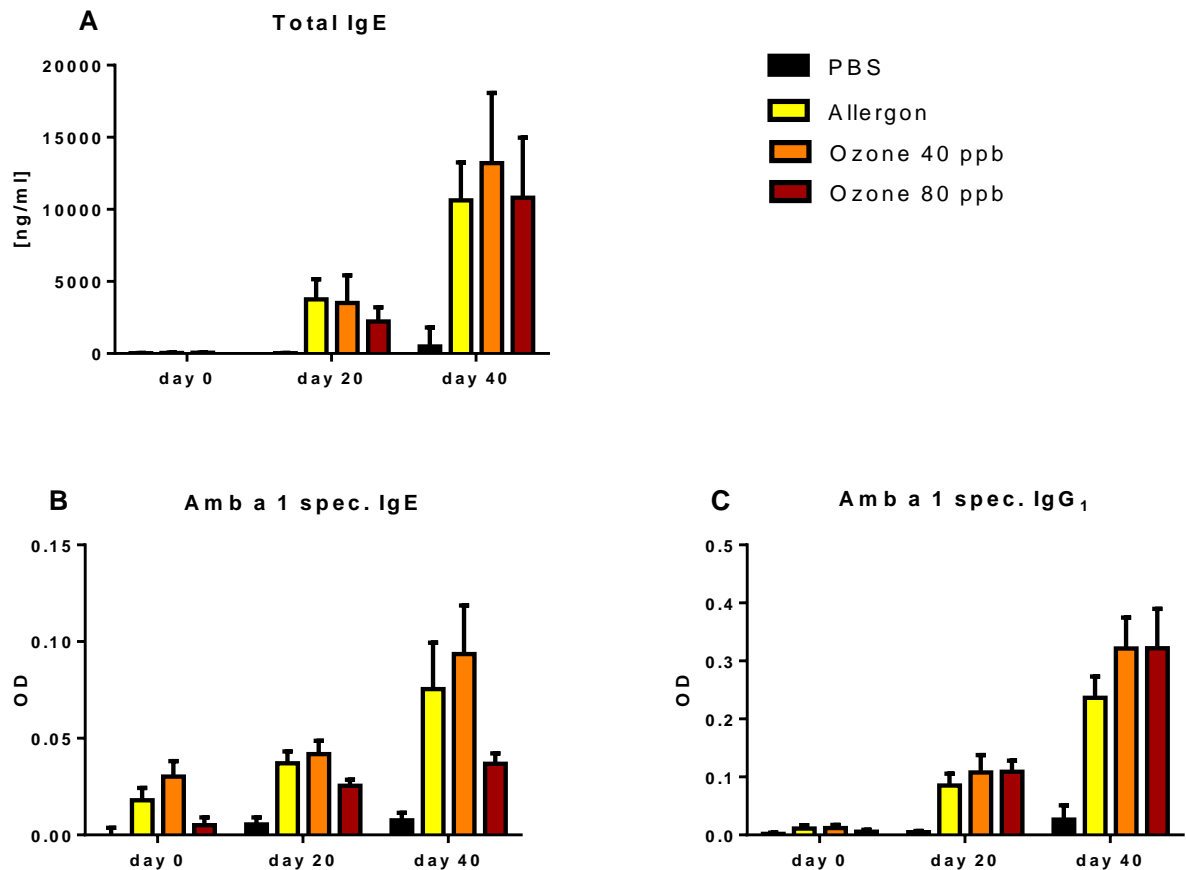 A
Total IgE
20000
15000
10000
5000
0
[ng/ml]
day 0 day 20 day 40
PBS
Allergon
Ozone 40 ppb
Ozone 80 ppb
B
Amb a 1 spec. IgE
0.15
0.10
0.05
0.00
OD
day 0 day 20 day 40
C
Amb a 1 spec. IgG1
0.5
0.4
0.3
0.2
0.1
0.0
OD
day 0 day 20 day 40